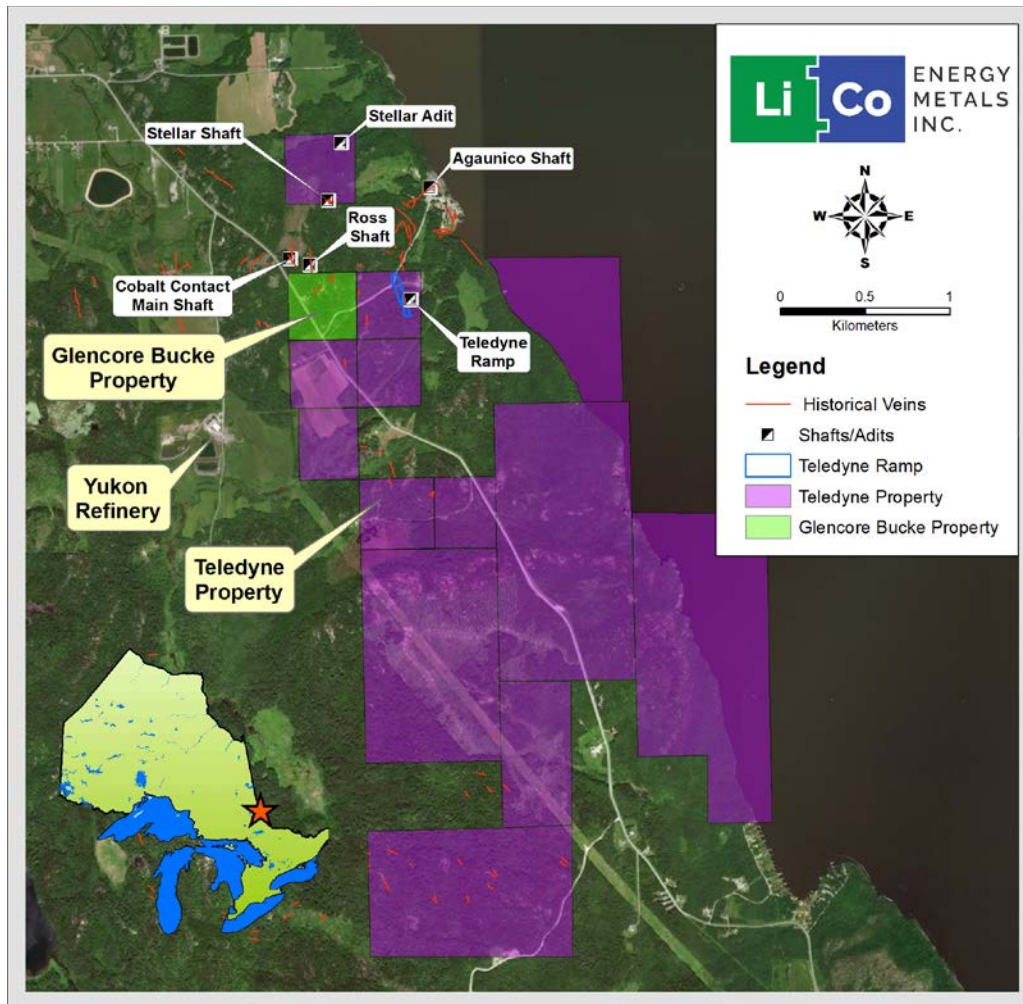 Li
Co
ENERGY
METALS
INC.
N
W
E
S
0
0.5
1
Kilometers
Legend
Historical Veins
Shafts/Adits
Teledyne Ramp
Teledyne Property
Glencore Bucke Property
Stellar Adit
Stellar Shaft
Agaunico Shaft
Ross
Shaft
Cobalt Contact
Main Shaft
Glencore Bucke
Property
Teledyne
Ramp
Yukon
Refinery
Teledyne
Property